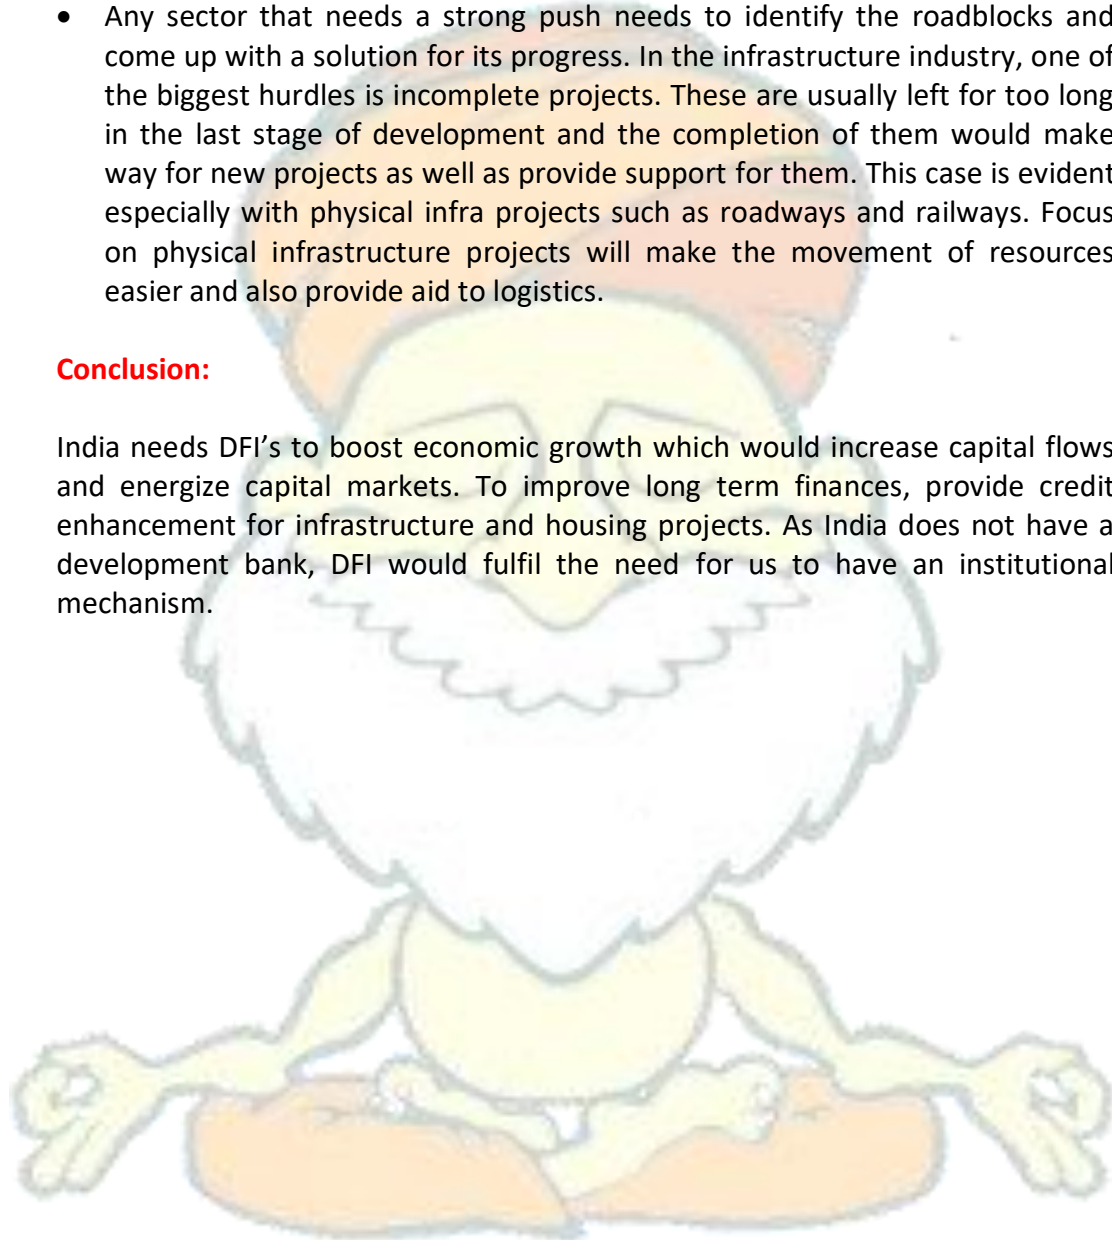 • Any sector that needs a strong push needs to identify the roadblocks and
come up with a solution for its progress. In the infrastructure industry, one of
the biggest hurdles is incomplete projects. These are usually left for too long
in the last stage of development and the completion of them would make
way for new projects as well as provide support for them. This case is evident
especially with physical infra projects such as roadways and railways. Focus
on physical infrastructure projects will make the movement of resources
easier and also provide aid to logistics.
Conclusion:
India needs DFI’s to boost economic growth which would increase capital flows
and energize capital markets. To improve long term finances, provide credit
enhancement for infrastructure and housing projects. As India does not have a
development bank, DFI would fulfil the need for us to have an institutional
mechanism.